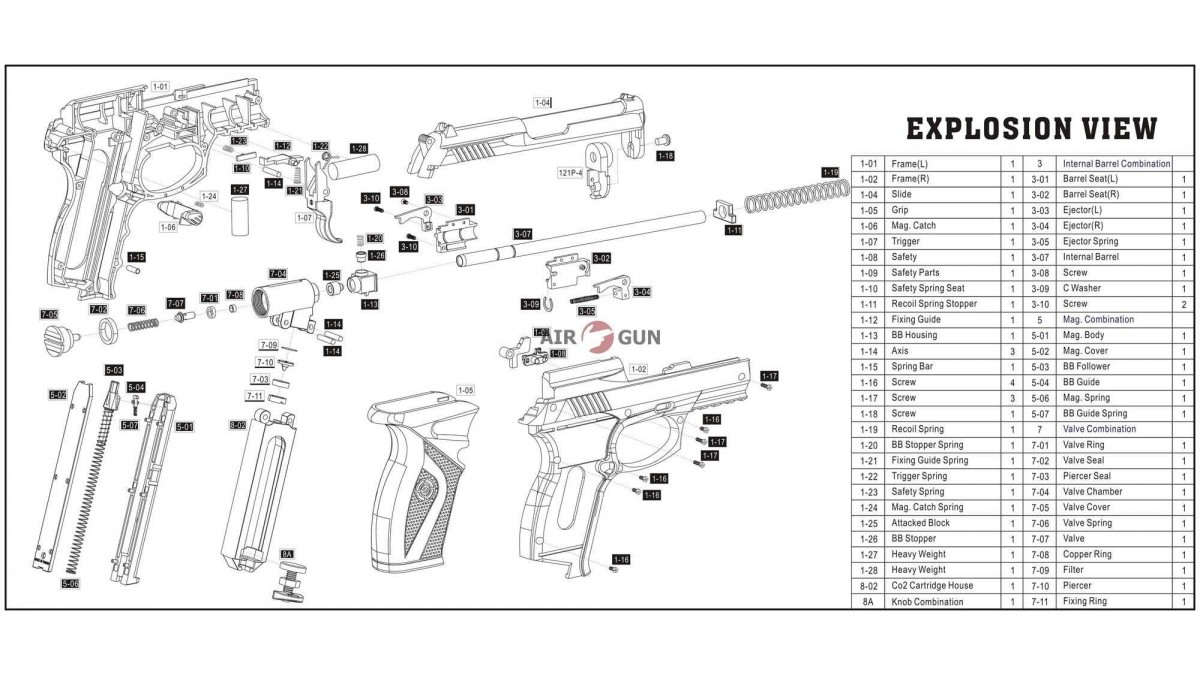 EXPLOSION VIEW
1-01 Frame(L) 1 3 Internal Barrel Combination
1-02 Frame(R) 1 3-01 Barrel Seat(L) 1
1-04 Slide 1 3-02 Barrel Seat(R) 1
1-05 Grip 1 3-03 Ejector(L) 1
1-06 Mag. Catch 1 3-04 Ejector(R) 1
1-07 Trigger 1 3-05 Ejector Spring 1
1-08 Safety 1 3-07 Internal Barrel 1
1-09 Safety Parts 1 3-08 Screw 1
1-10 Safety Spring Seat 1 3-09 C Washer 1
1-11 Recoil Spring Stopper 1 3-10 Screw 2
1-12 Fixing Guide 1 5 Mag. Combination
1-13 BB Housing 1 5-01 Mag. Body 1
1-14 Axis 3 5-02 Mag. Cover 1
1-15 Spring Bar 1 5-03 BB Follower 1
1-16 Screw 4 5-04 BB Guide 1
1-17 Screw 3 5-06 Mag. Spring 1
1-18 Screw 1 5-07 BB Guide Spring 1
1-19 Recoil Spring 1 7 Valve Combination
1-20 BB Stopper Spring 1 7-01 Valve Ring 1
1-21 Fixing Guide Spring 1 7-02 Valve Seal 1
1-22 Trigger Spring 1 7-03 Piercer Seal 1
1-23 Safety Spring 1 7-04 Valve Chamber 1
1-24 Mag. Catch Spring 1 7-05 Valve Cover 1
1-25 Attacked Block 1 7-06 Valve Spring 1
1-26 BB Stopper 1 7-07 Valve 1
1-27 Heavy Weight 1 7-08 Copper Ring 1
1-28 Heavy Weight 1 7-09 Filter 1
8-02 Co2 Cartridge House 1 7-10 Piercer 1
8A Knob Combination 1 7-11 Fixing Ring 1
1-01
1-04
1-23
1-12
1-22
1-28
1-10
1-14
1-21
1-18
121P-4
1-19
1-24
1-27
1-07
3-08
3-10
3-03
3-01
1-06
3-10
3-07
1-11
1-20
1-26
1-15
7-04
1-25
1-13
3-02
3-04
3-09
3-05
7-05
7-02
7-06
7-07
7-01
7-08
1-14
1-14
AIR GUN
1-08
7-09
7-10
7-03
7-11
1-02
1-17
5-03
5-02
5-04
5-07
5-01
8-02
1-05
1-16
1-17
1-17
1-16
1-16
8A
5-06
1-16